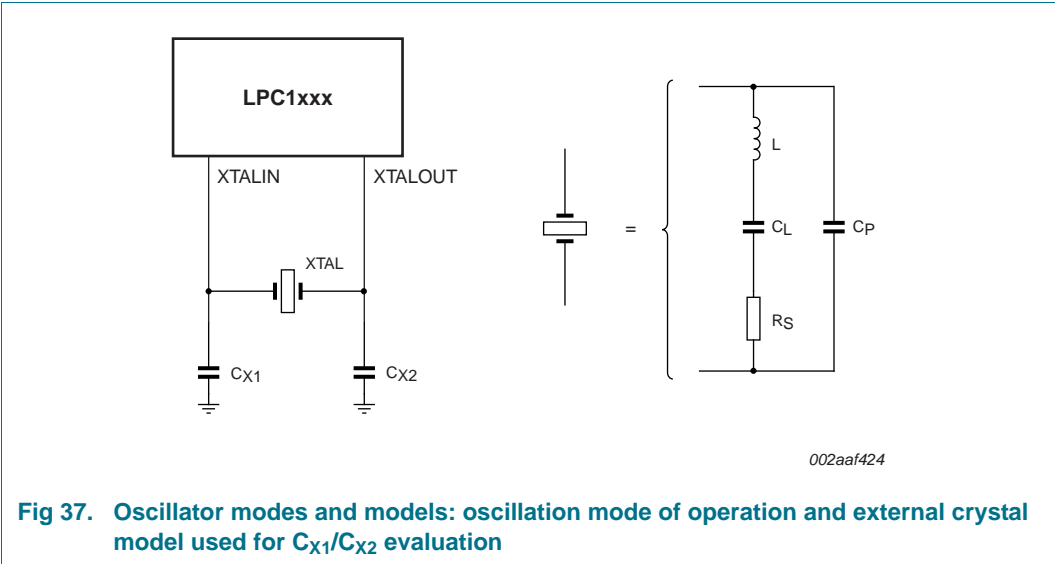 LPC1xxx
XTALIN XTALOUT
XTAL
CX1 CX2
=
L
CL CP
RS
002aaf424
Fig 37. Oscillator modes and models: oscillation mode of operation and external crystal
model used for CX1/CX2 evaluation